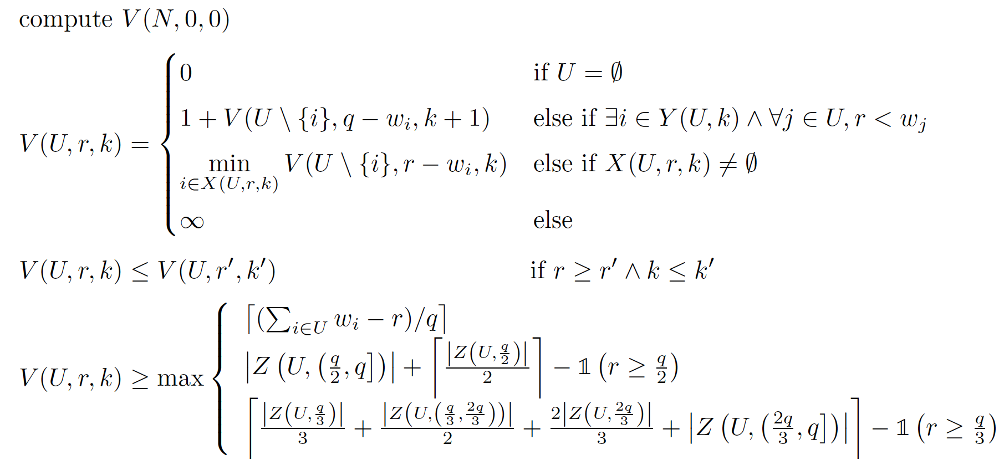 compute V(N, 0, 0)
V(U, r, k) = { 0 if U = ∅
1 + V(U \ {i}, q − w_i, k + 1) else if ∃i ∈ Y(U, k) ∧ ∀j ∈ U, r < w_j
min_{i∈X(U,r,k)} V(U \ {i}, r − w_i, k) else if X(U, r, k) ≠ ∅
∞ else
V(U, r, k) ≤ V(U, r′, k′) if r ≥ r′ ∧ k ≤ k′
V(U, r, k) ≥ max { ⌈(∑_{i∈U} w_i − r)/q⌉
|Z(U, (q/2, q])| + ⌈|Z(U, q/2)|/2⌉ − 𝟙(r ≥ q/2)
⌈|Z(U, q/3)|/3 + |Z(U, (q/3, 2q/3))|/2 + 2|Z(U, 2q/3)|/3 + |Z(U, (2q/3, q])|⌉ − 𝟙(r ≥ q/3)